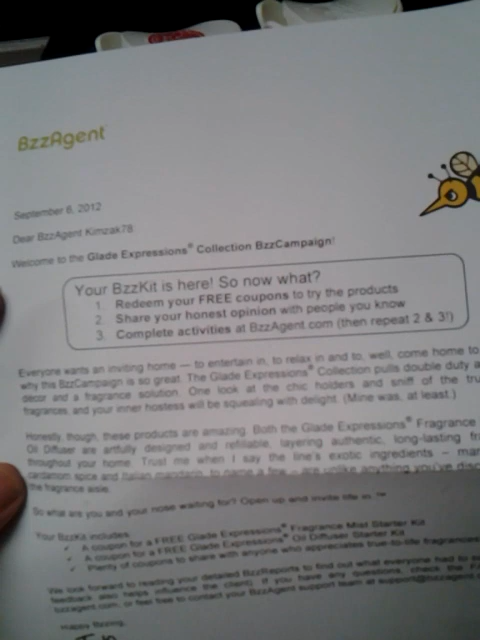 BzzAgent
September 6, 2012
Dear BzzAgent Kimzak78
Welcome to the Glade Expressions® Collection BzzCampaign!
Your BzzKit is here! So now what?
1. Redeem your FREE coupons to try the products
2. Share your honest opinion with people you know
3. Complete activities at BzzAgent.com (then repeat 2 & 3!)
Everyone wants an inviting home — to entertain in, to relax in and to, well, come home to
why this BzzCampaign is so great. The Glade Expressions® Collection pulls double duty a
décor and a fragrance solution. One look at the chic holders and sniff of the tru
fragrances and your inner hostess will be squealing with delight. (Mine was, at least.)
Honestly, though, these products are amazing. Both the Glade Expressions® Fragrance
Oil Diffuser are artfully designed and refillable, layering authentic, long-lasting fr
throughout your home. Trust me when I say the line's exotic ingredients – man
cardamom spice and Italian mandarin, to name a few – are unlike anything you've disc
the fragrance aisle.
So what are you and your nose waiting for? Open up and invite life in.™
Your BzzKit includes:
✓ A coupon for a FREE Glade Expressions® Fragrance Mist Starter Kit
✓ A coupon for a FREE Glade Expressions® Oil Diffuser Starter Kit
✓ Plenty of coupons to share with anyone who appreciates true-to-life fragrances
We look forward to reading your detailed BzzReports to find out what everyone had to
feedback also helps influence the client). If you have any questions, check the
bzzagent.com, or feel free to contact your BzzAgent support team at support@bzzagent
Happy Bzzing,